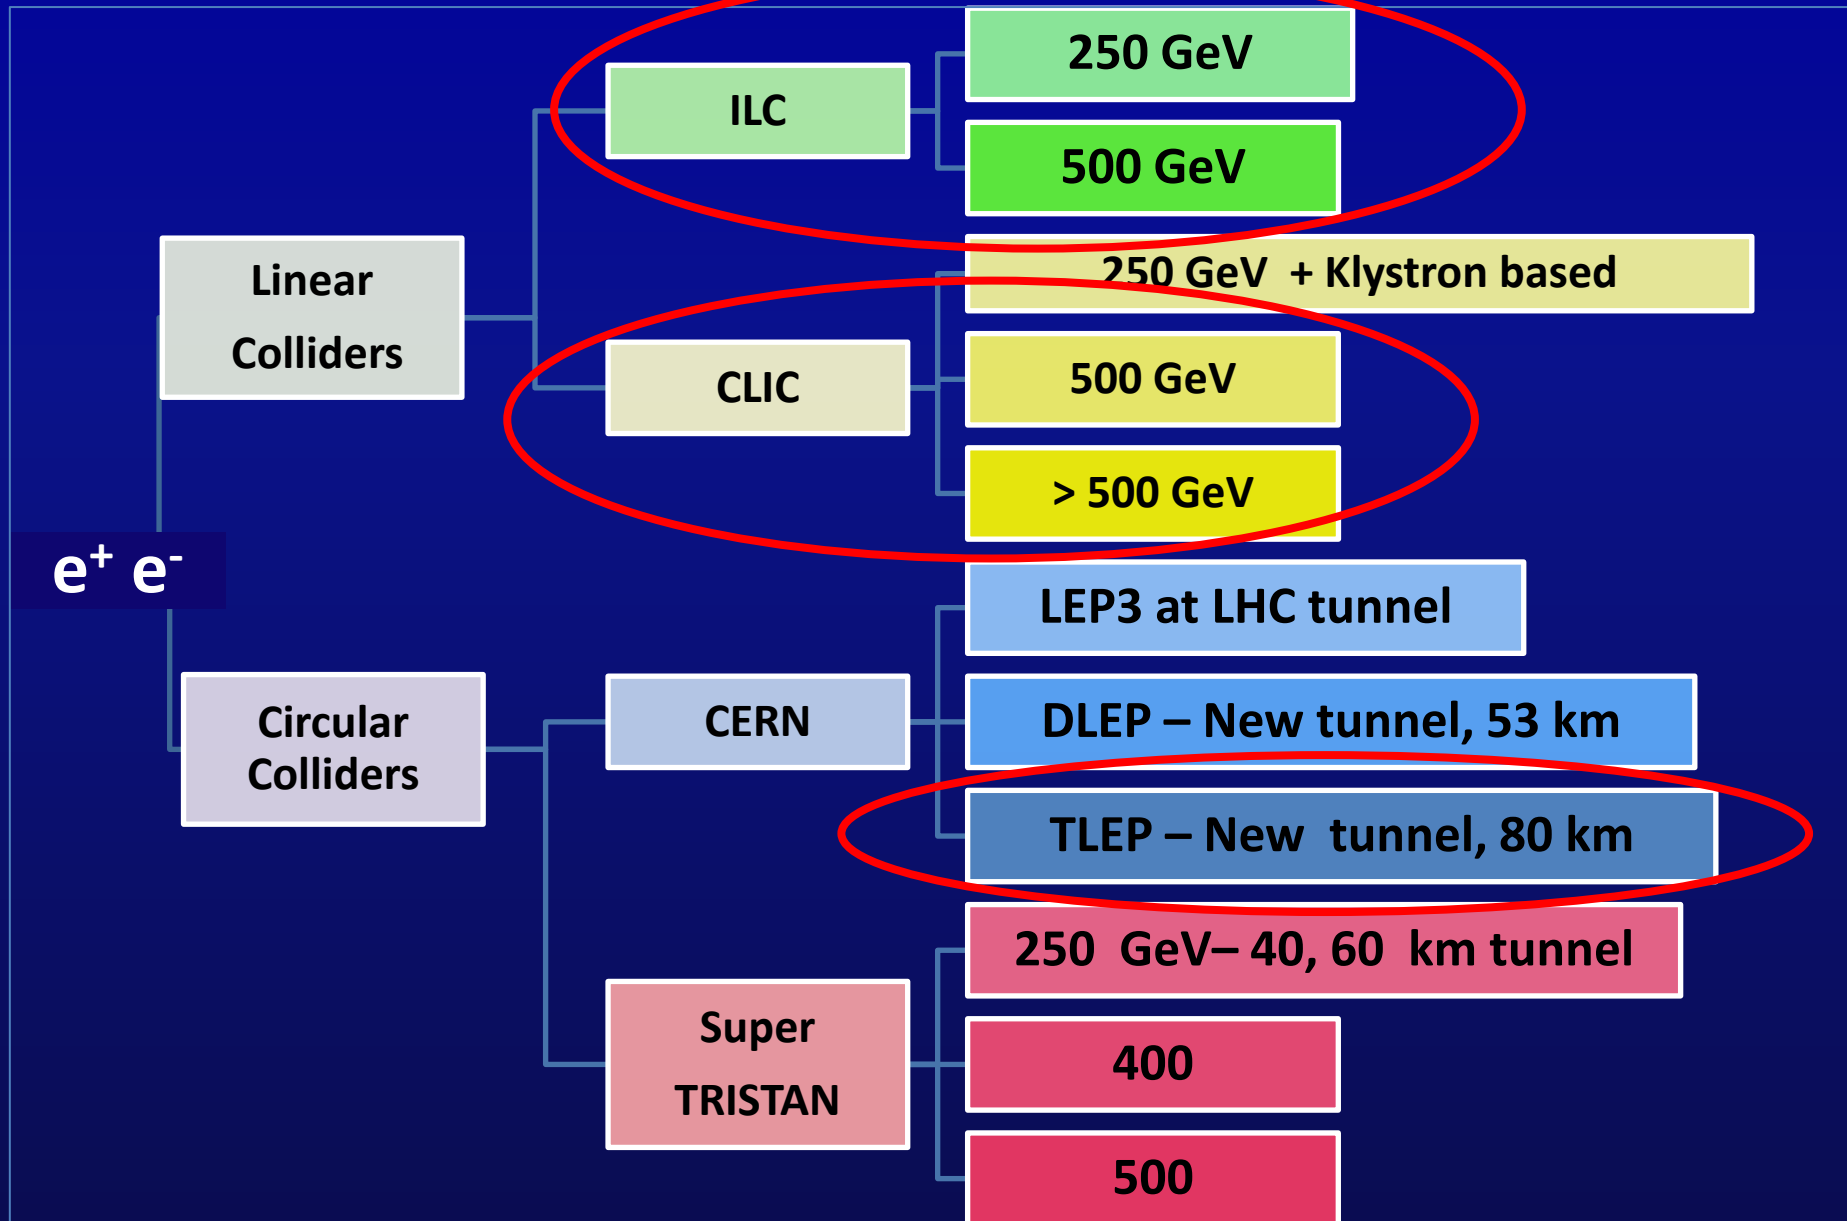 250 GeV
ILC
500 GeV
Linear
Colliders
250 GeV + Klystron based
CLIC
500 GeV
> 500 GeV
e⁺ e⁻
LEP3 at LHC tunnel
Circular
Colliders
CERN
DLEP – New tunnel, 53 km
TLEP – New tunnel, 80 km
250 GeV– 40, 60 km tunnel
Super
TRISTAN
400
500